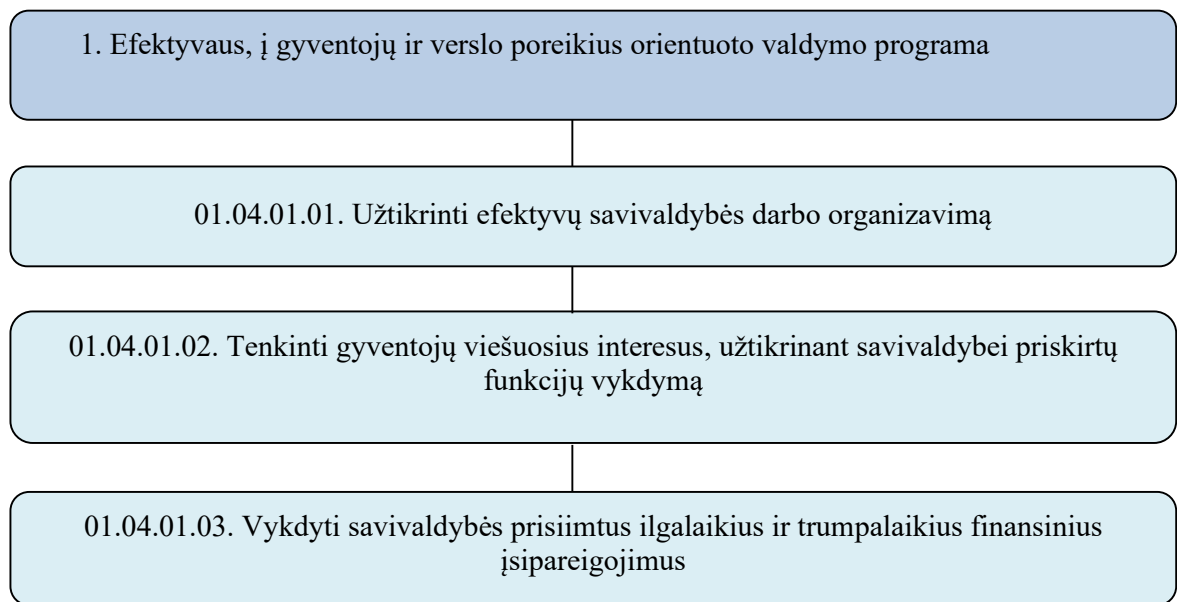 1. Efektyvaus, į gyventojų ir verslo poreikius orientuoto valdymo programa
01.04.01.01. Užtikrinti efektyvų savivaldybės darbo organizavimą
01.04.01.02. Tenkinti gyventojų viešuosius interesus, užtikrinant savivaldybei priskirtų
funkcijų vykdymą
01.04.01.03. Vykdyti savivaldybės prisiimtus ilgalaikius ir trumpalaikius finansinius
įsipareigojimus